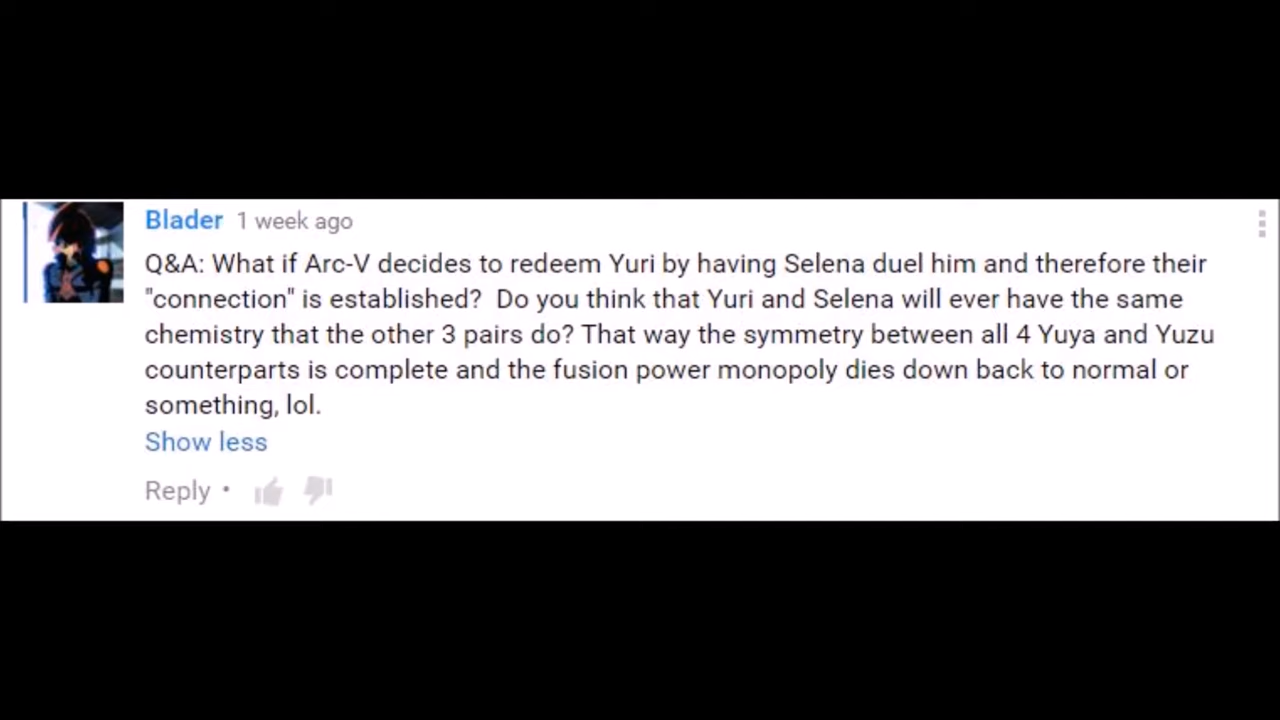 Blader 1 week ago
Q&A: What if Arc-V decides to redeem Yuri by having Selena duel him and therefore their
"connection" is established?  Do you think that Yuri and Selena will ever have the same
chemistry that the other 3 pairs do? That way the symmetry between all 4 Yuya and Yuzu
counterparts is complete and the fusion power monopoly dies down back to normal or
something, lol.
Show less
Reply •